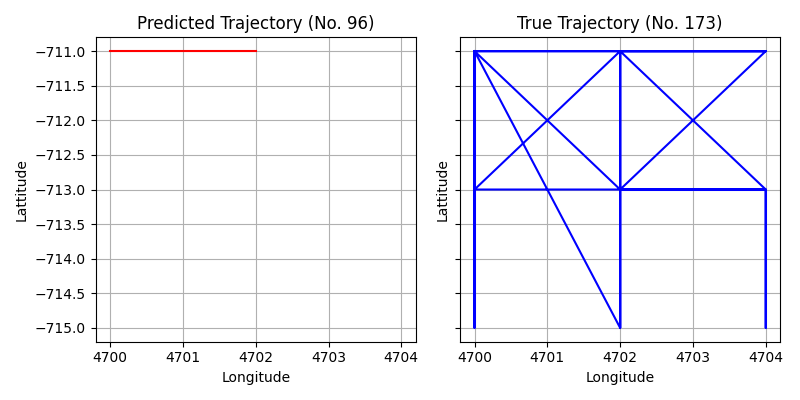 Predicted Trajectory (No. 96)
−711.0
−711.5
−712.0
−712.5
−713.0
−713.5
−714.0
−714.5
−715.0
Lattitude
4700 4701 4702 4703 4704
Longitude
True Trajectory (No. 173)
Lattitude
4700 4701 4702 4703 4704
Longitude